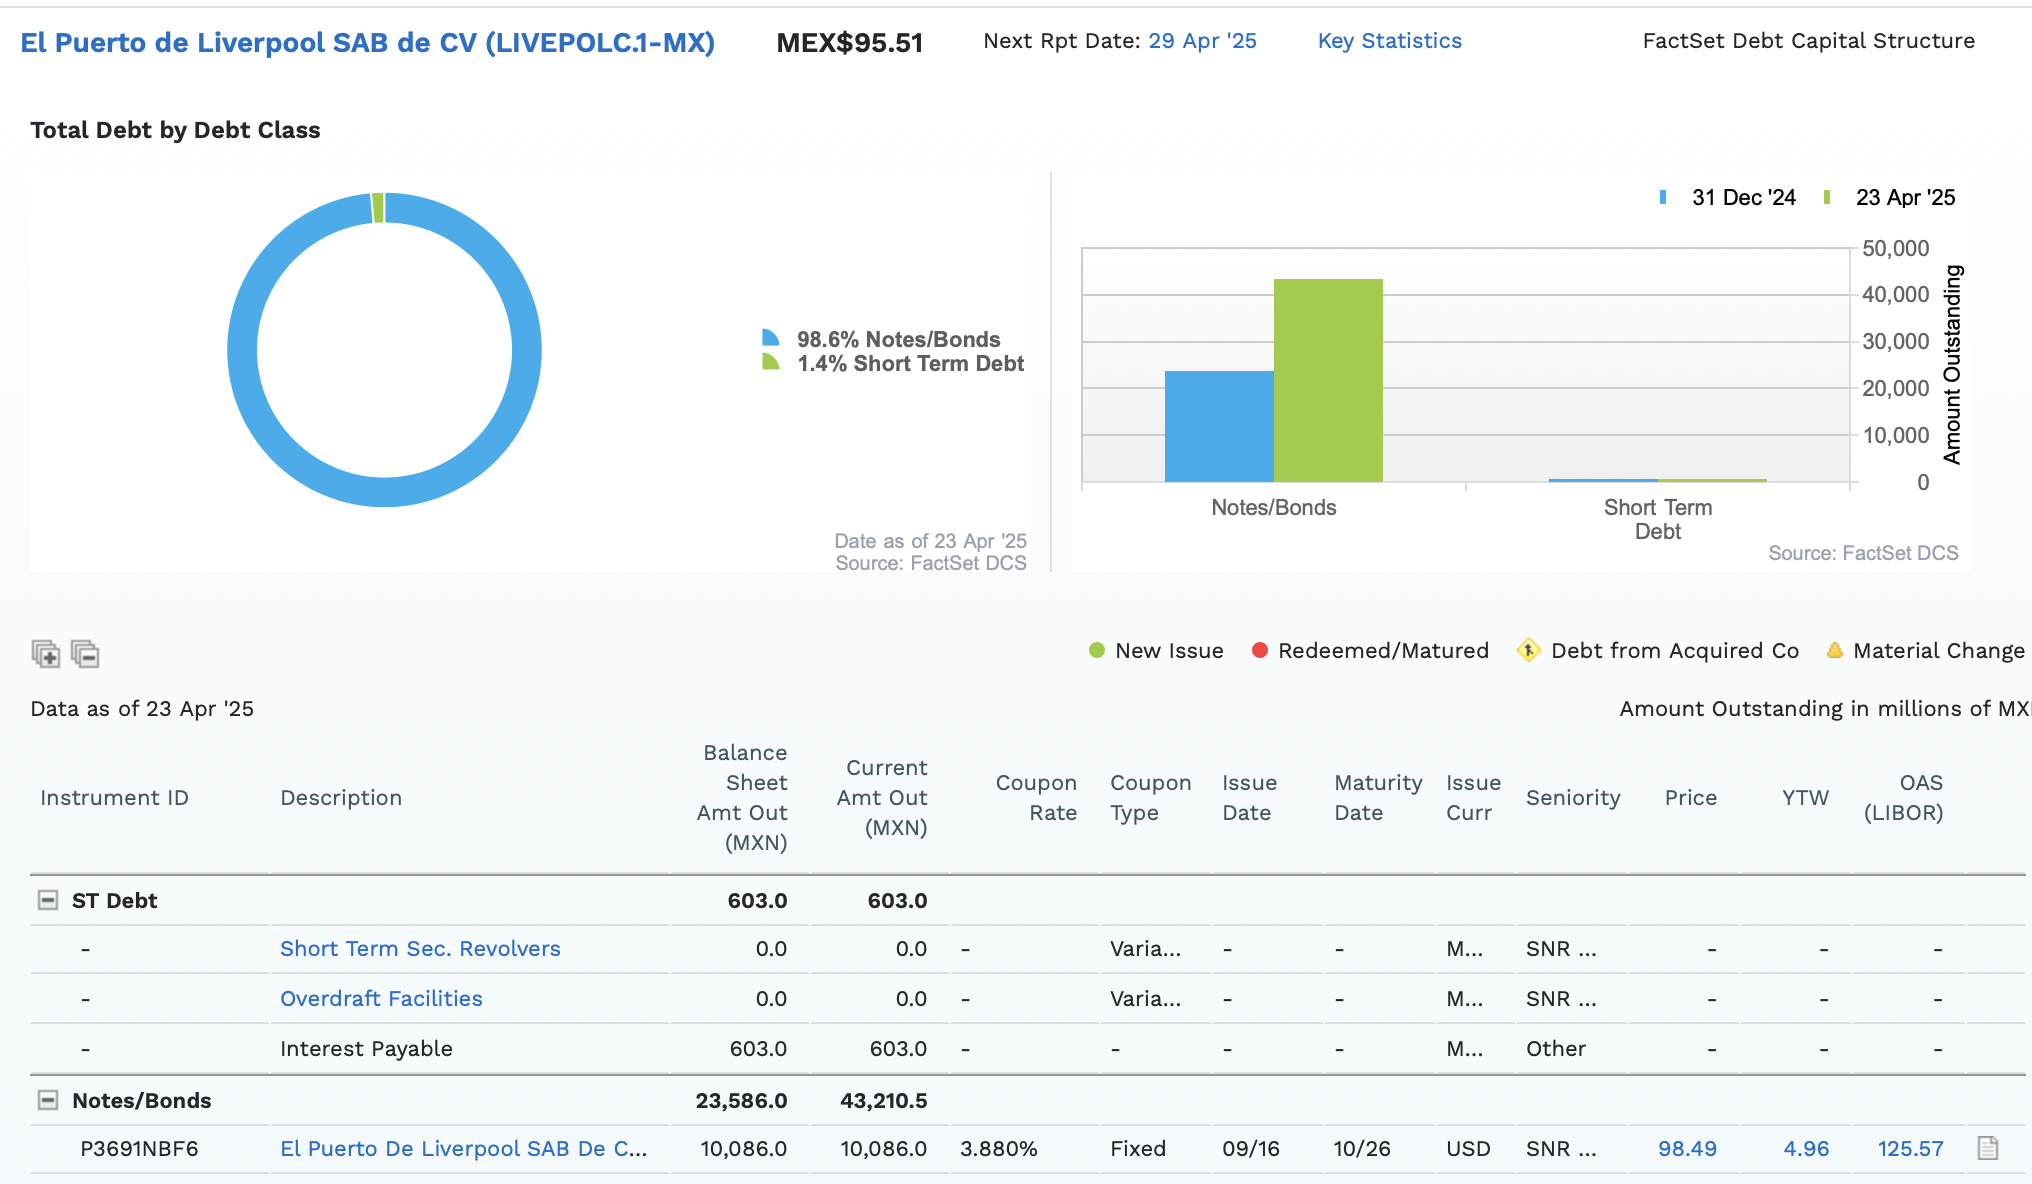 El Puerto de Liverpool SAB de CV (LIVEPOLC.1-MX) MEX$95.51 Next Rpt Date: 29 Apr '25 Key Statistics FactSet Debt Capital Structure
Total Debt by Debt Class
98.6% Notes/Bonds
1.4% Short Term Debt
Date as of 23 Apr '25
Source: FactSet DCS
31 Dec '24 23 Apr '25
50,000
40,000
30,000
20,000
10,000
0
Amount Outstanding
Notes/Bonds
Short Term
Debt
Source: FactSet DCS
New Issue Redeemed/Matured Debt from Acquired Co Material Change
Data as of 23 Apr '25 Amount Outstanding in millions of MX
Instrument ID Description Balance Sheet Amt Out (MXN) Current Amt Out (MXN) Coupon Rate Coupon Type Issue Date Maturity Date Issue Curr Seniority Price YTW OAS (LIBOR)
ST Debt 603.0 603.0
- Short Term Sec. Revolvers 0.0 0.0 - Varia... - - M... SNR ... - - -
- Overdraft Facilities 0.0 0.0 - Varia... - - M... SNR ... - - -
- Interest Payable 603.0 603.0 - - - - M... Other - - -
Notes/Bonds 23,586.0 43,210.5
P3691NBF6 El Puerto De Liverpool SAB De C... 10,086.0 10,086.0 3.880% Fixed 09/16 10/26 USD SNR ... 98.49 4.96 125.57